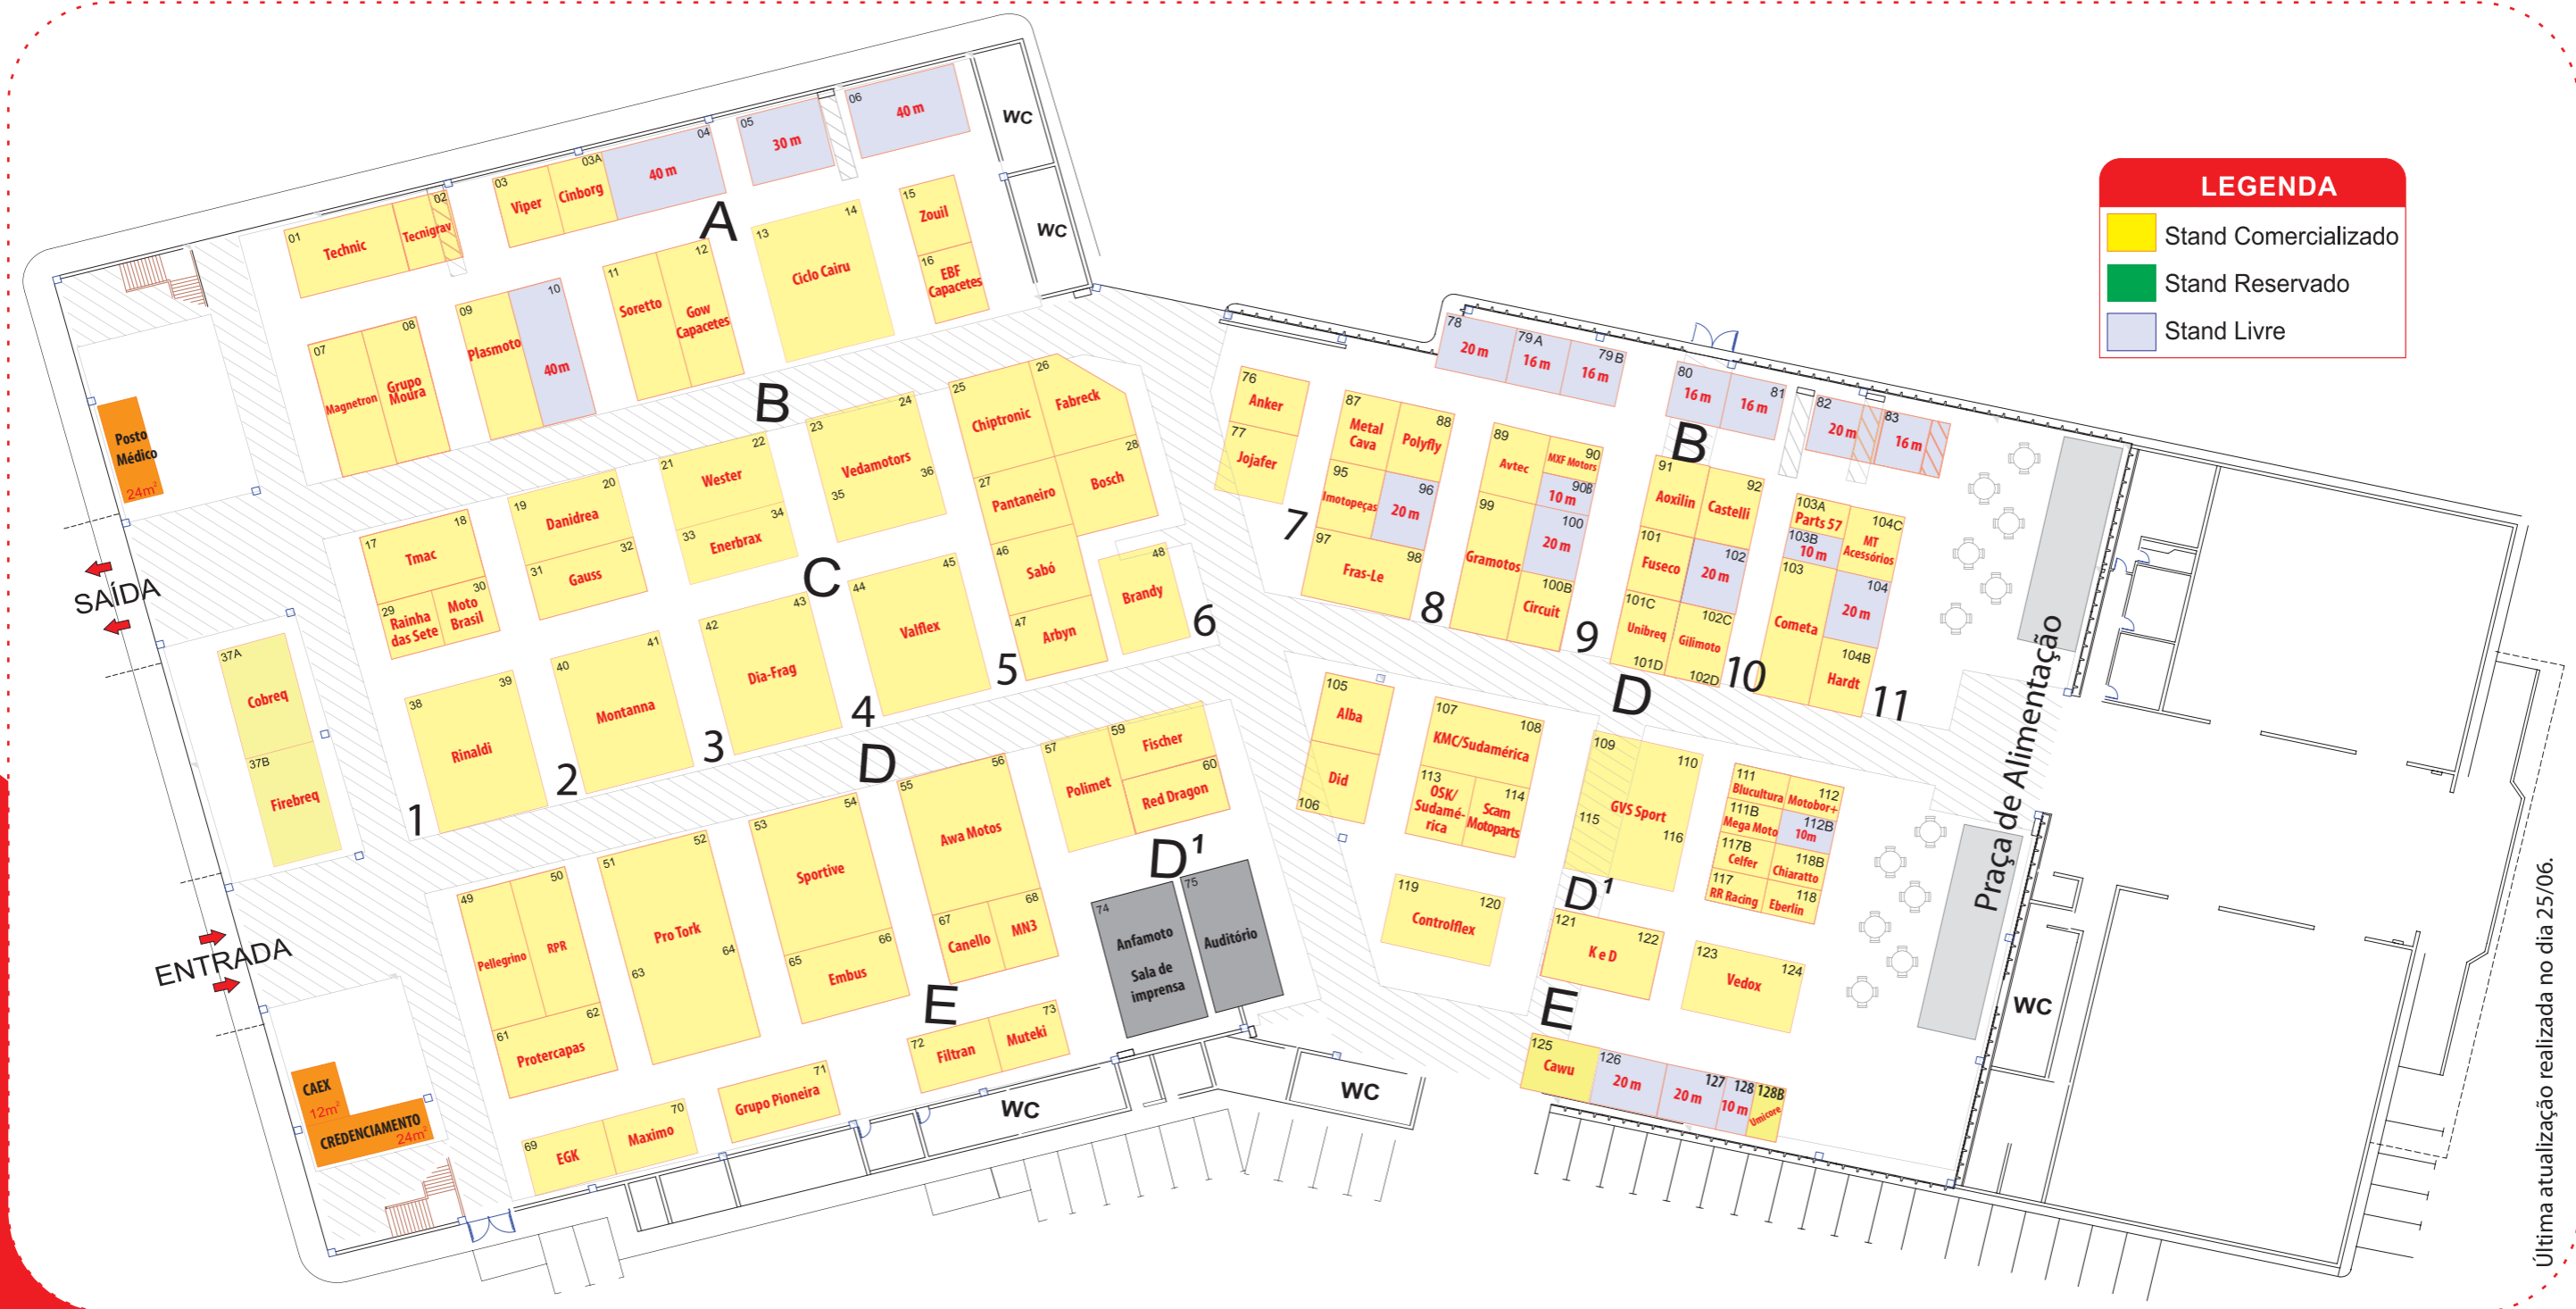 LEGENDA
Stand Comercializado
Stand Reservado
Stand Livre
01
Technic
02
Tecnigrav
03
Viper
03A
Cinborg
04
40 m
05
30 m
06
40 m
WC
WC
A
07
Magnetron
08
Grupo
Moura
09
Plasmoto
10
40m
11
Soretto
12
Gow
Capacetes
13
14
Ciclo Cairu
15
Zouil
16
EBF
Capacetes
B
Posto
Médico
24m²
SAÍDA
ENTRADA
17
18
Tmac
29
Rainha
das Sete
30
Moto
Brasil
19
20
Danidrea
31
32
Gauss
21
22
Wester
33
34
Enerbrax
23
24
Vedamotors
35
36
25
Chiptronic
26
Fabreck
27
Pantaneiro
28
Bosch
46
Sabó
47
Arbyn
48
Brandy
C
37A
Cobreq
37B
Firebreq
38
39
Rinaldi
40
41
Montanna
42
43
Dia-Frag
44
45
Valflex
1
2
3
4
5
6
D
49
Pellegrino
50
RPR
61
62
Protercapas
51
52
Pro Tork
63
64
53
54
Sportive
65
66
Embus
55
56
Awa Motos
67
Canello
68
MN3
57
Polimet
59
Fischer
60
Red Dragon
D¹
74
Anfamoto
Sala de
imprensa
75
Auditório
E
69
EGK
70
Maximo
71
Grupo Pioneira
72
Filtran
73
Muteki
CAEX
12m²
CREDENCIAMENTO
24m²
WC
WC
76
Anker
77
Jojafer
78
20 m
79A
16 m
79B
16 m
80
16 m
81
16 m
82
20 m
83
16 m
B
87
Metal
Cava
88
Polyfly
95
Imotopeças
96
20 m
97
98
Fras-Le
89
Avtec
90
MXF Motors
90B
10 m
99
Gramotos
100
20 m
100B
Circuit
91
Aoxilin
92
Castelli
101
Fuseco
102
20 m
101C
Unibreq
101D
102C
Gilimoto
102D
103A
Parts 57
103B
10 m
103
Cometa
104C
MT
Acessórios
104
20 m
104B
Hardt
7
8
9
10
11
D
105
Alba
Did
106
107
108
KMC/Sudamérica
113
OSK/
Sudamé-
rica
114
Scam
Motoparts
109
110
GVS Sport
115
116
111
Blucultura
112
Motobor+
111B
Mega Moto
112B
10m
117B
Celfer
118B
Chiaratto
117
RR Racing
118
Eberlin
119
120
Controlflex
D¹
121
122
K e D
123
124
Vedox
E
125
Cawu
126
20 m
127
20 m
128
10 m
128B
Umicore
Praça de Alimentação
WC
Última atualização realizada no dia 25/06.